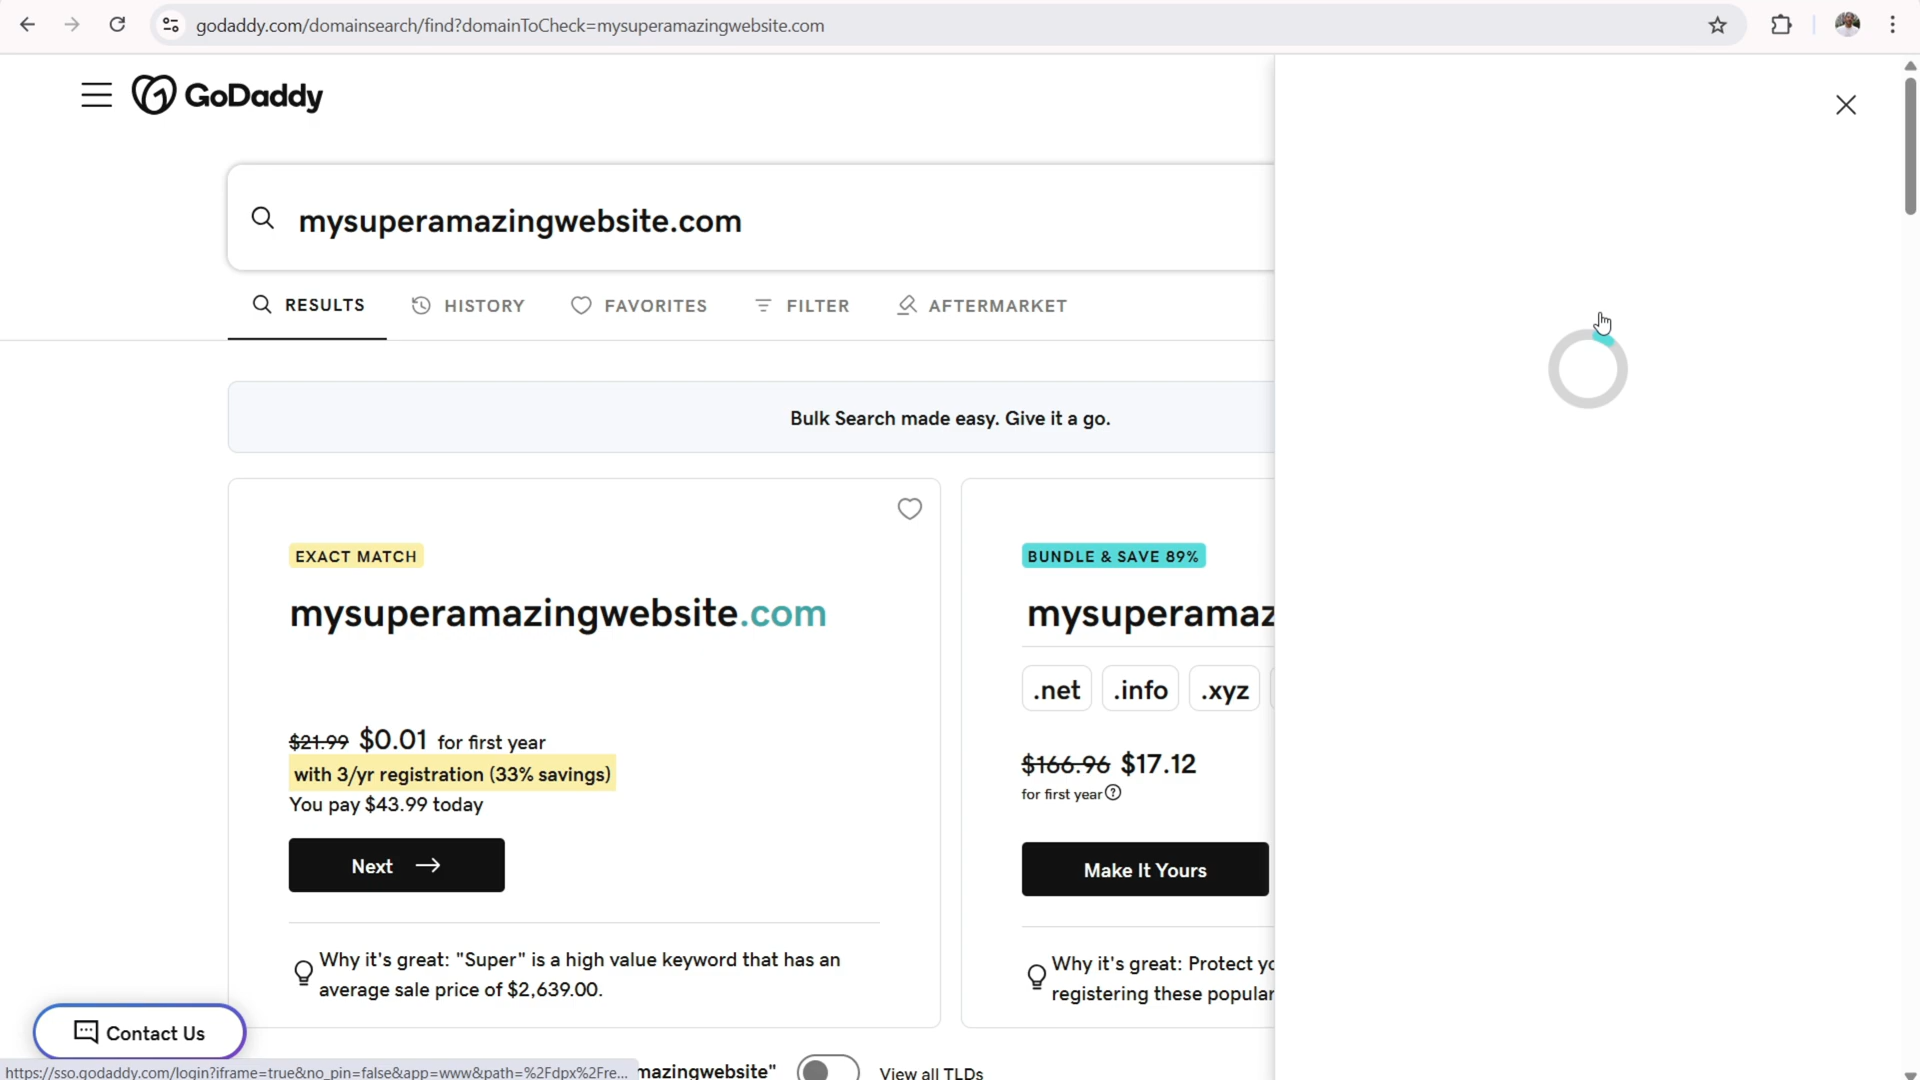 godaddy.com/domainsearch/find?domainToCheck=mysuperamazingwebsite.com
GoDaddy
mysuperamazingwebsite.com
RESULTS
HISTORY
FAVORITES
FILTER
AFTERMARKET
Bulk Search made easy. Give it a go.
EXACT MATCH
mysuperamazingwebsite.com
$21.99 $0.01 for first year
with 3/yr registration (33% savings)
You pay $43.99 today
Next
Why it's great: "Super" is a high value keyword that has an
average sale price of $2,639.00.
BUNDLE & SAVE 89%
mysuperamaz
.net
.info
.xyz
$166.96 $17.12
for first year
Make It Yours
Why it's great: Protect yo
registering these popular
Contact Us
https://sso.godaddy.com/login?iframe=true&no_pin=false&app=www&path=%2Fdpx%2Fre...
mazingwebsite"
View all TLDs